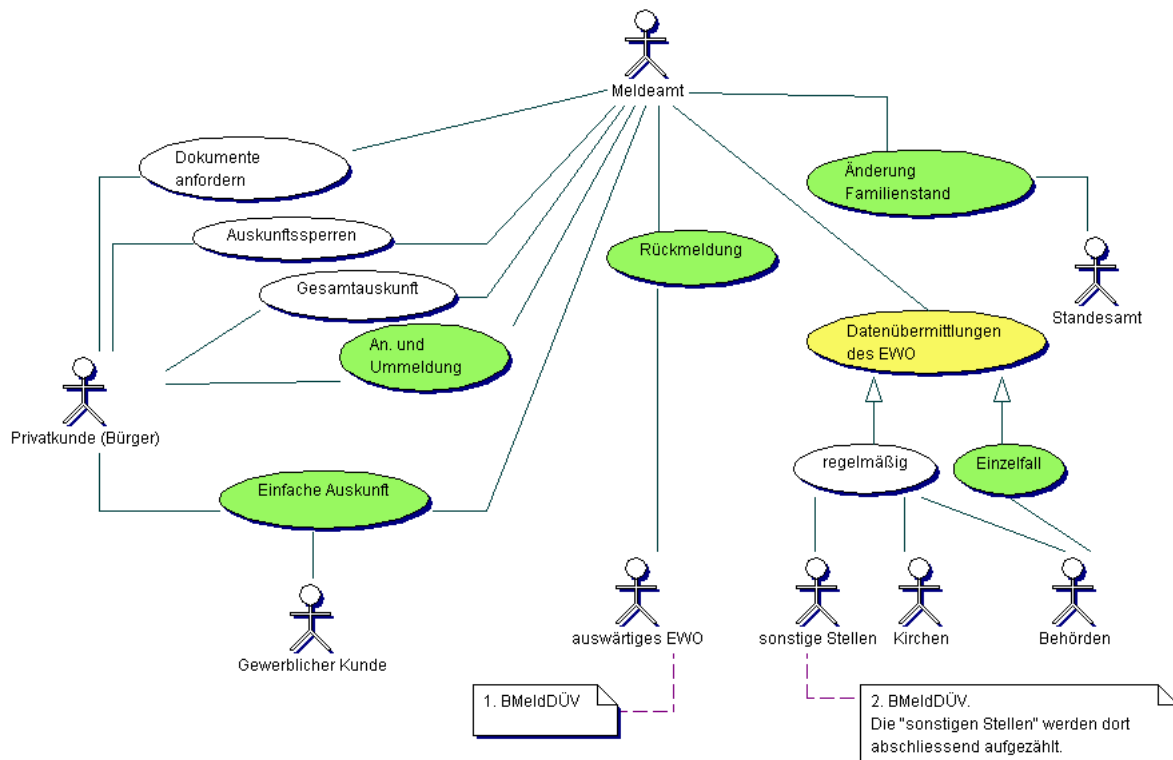 Meldeamt
Dokumente
anfordern
Änderung
Familienstand
Auskunftssperren
Rückmeldung
Gesamtauskunft
Standesamt
An. und
Ummeldung
Datenübermittlungen
des EWO
Privatkunde (Bürger)
regelmäßig
Einzelfall
Einfache Auskunft
auswärtiges EWO
sonstige Stellen
Kirchen
Behörden
Gewerblicher Kunde
1. BMeldDÜV
2. BMeldDÜV.
Die "sonstigen Stellen" werden dort
abschliessend aufgezählt.